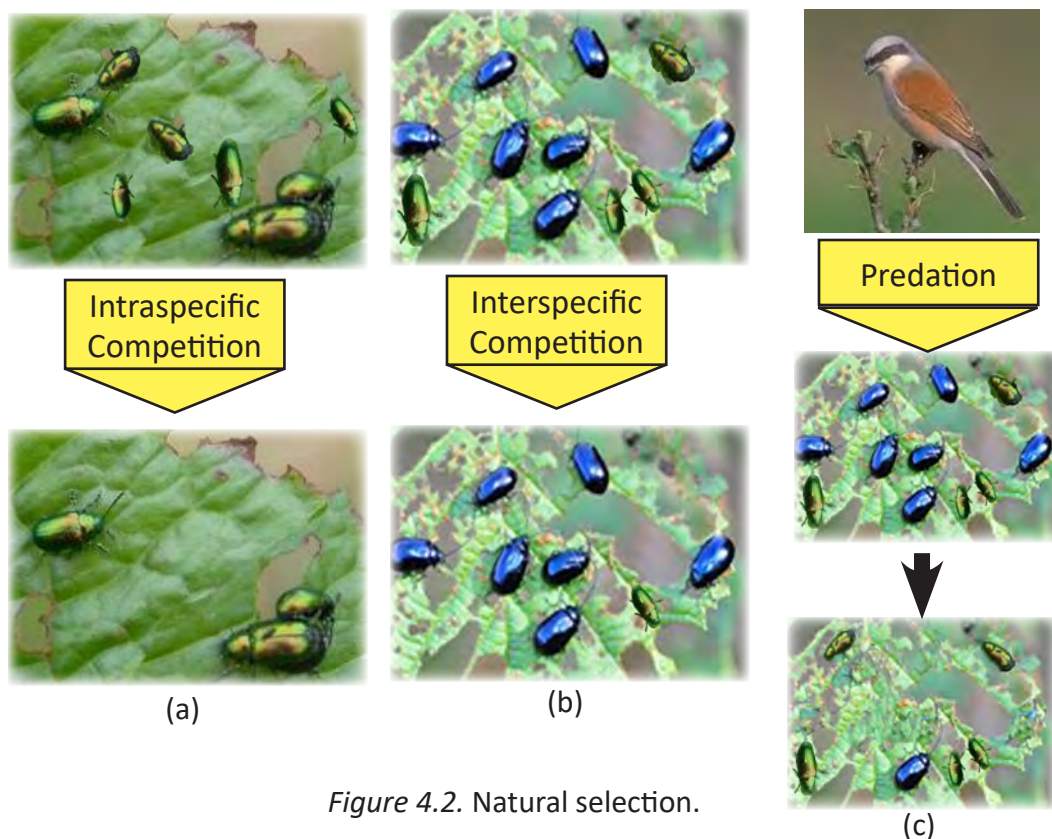 Intraspecific
Competition
Interspecific
Competition
Predation
(a)
(b)
(c)
Figure 4.2. Natural selection.